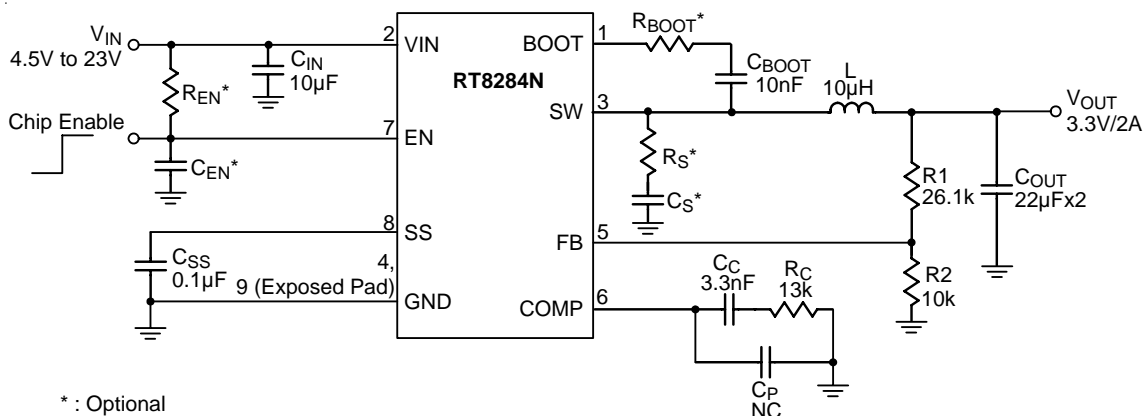 VIN
4.5V to 23V
REN*
CIN
10µF
Chip Enable
CEN*
CSS
0.1µF
2
VIN
7
EN
8
SS
4,
9 (Exposed Pad)
GND
RT8284N
BOOT
1
SW
3
FB
5
COMP
6
RBOOT*
CBOOT
10nF
L
10µH
RS*
CS*
VOUT
3.3V/2A
R1
26.1k
COUT
22µFx2
R2
10k
CC
3.3nF
RC
13k
CP
NC
* : Optional